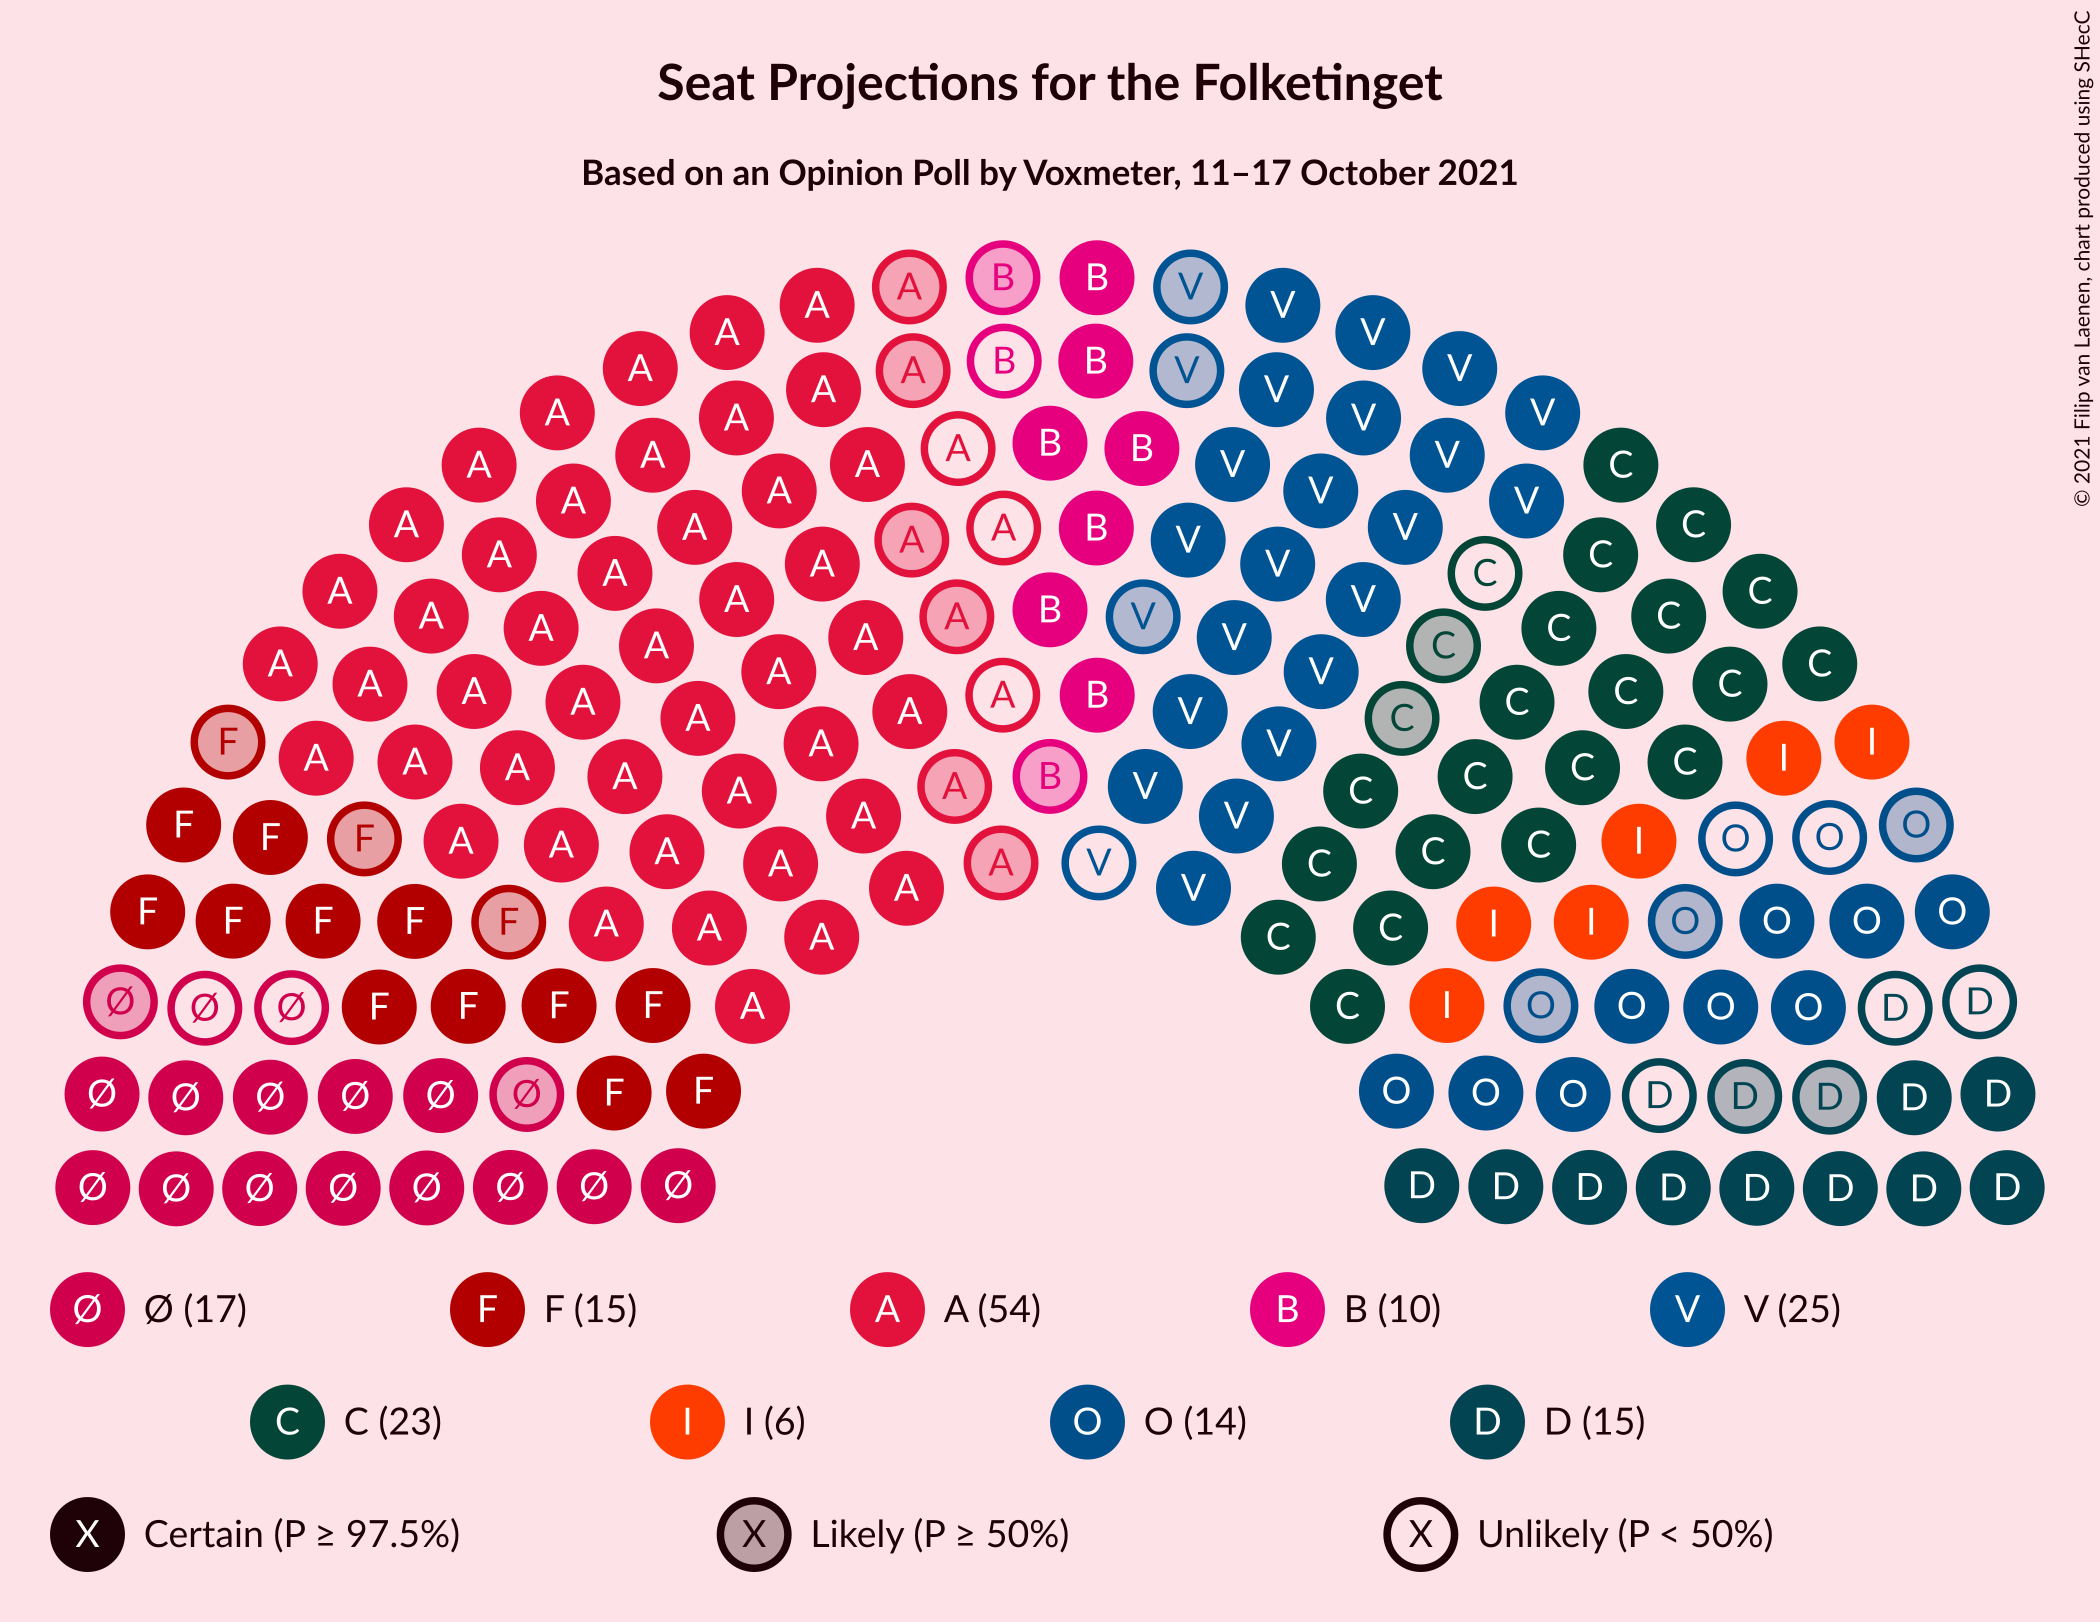 Seat Projections for the Folketinget
Based on an Opinion Poll by Voxmeter, 11–17 October 2021
© 2021 Filip van Laenen, chart produced using SHecC
B B
A V
A V
A B B V
A V
A A V V
A B V
A A V V
A A B V V
A A V V
A A A A B V V V C
A A V V
A A C C
A A A A V V C C
A A A B V V C
A A C C
A A A A V V C C
A A C C
F A A A A A B V V C C C I I
A A A A A V V C C C I
F F F A A A A A V V C C C I O O O
F F F F F A A A C C I I O O O O
Ø Ø Ø F F F F A C I O O O O D D
Ø Ø Ø Ø Ø Ø F F O O O D D D D D
Ø Ø Ø Ø Ø Ø Ø Ø D D D D D D D D
Ø Ø (17) F F (15) A A (54) B B (10) V V (25)
C C (23) I I (6) O O (14) D D (15)
X Certain (P ≥ 97.5%) X Likely (P ≥ 50%) X Unlikely (P < 50%)